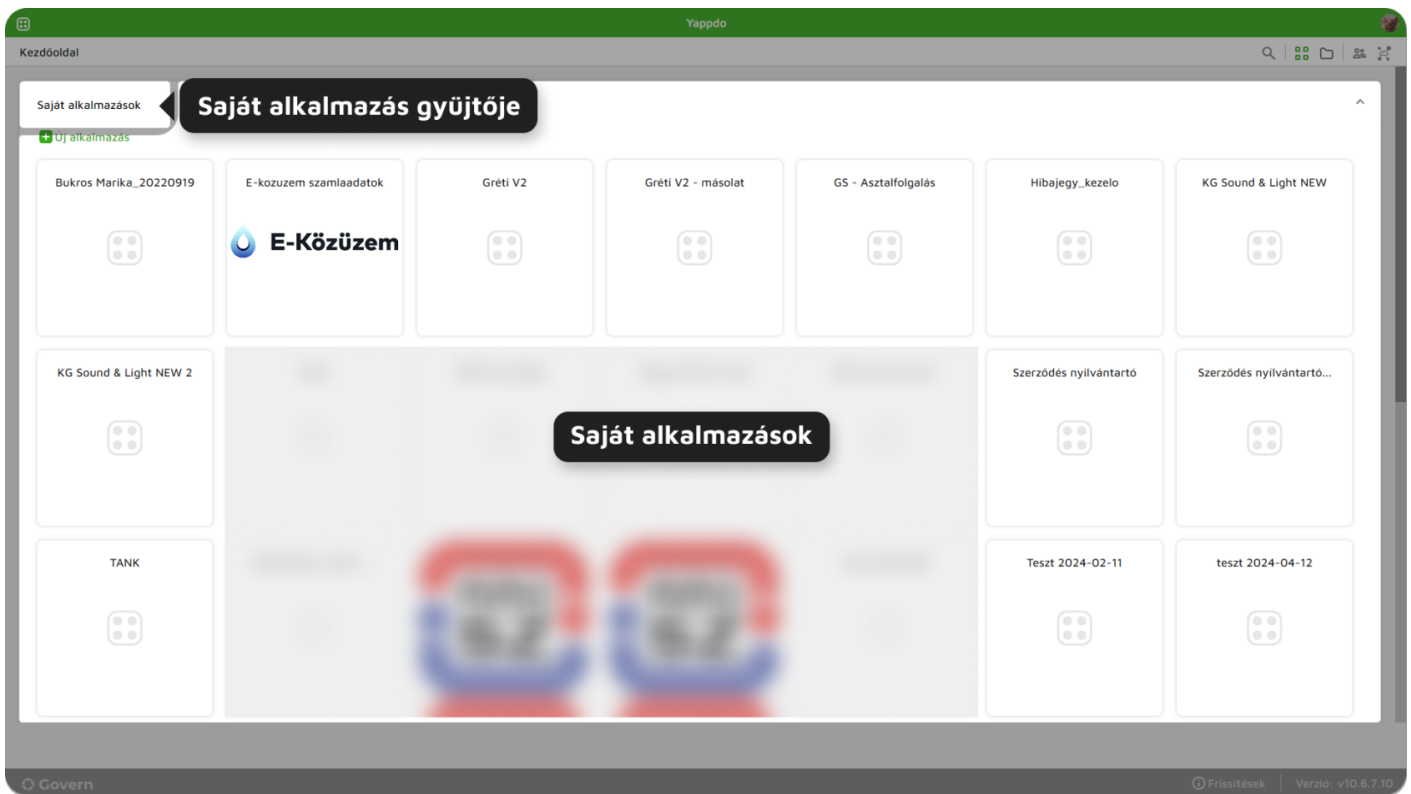 Yappdo
Kezdőoldal
Saját alkalmazások
Saját alkalmazás gyüjtője
Új alkalmazás
Bukros Marika_20220919
E-kozuzem szamlaadatok
Gréti V2
Gréti V2 - másolat
GS - Asztalfolgalás
Hibajegy_kezelo
KG Sound & Light NEW
E-Közüzem
KG Sound & Light NEW 2
Szerződés nyilvántartó
Szerződés nyílvántartó...
Saját alkalmazások
TANK
Teszt 2024-02-11
teszt 2024-04-12
Govern
Frissítések
Verzió: v10.6.7.10